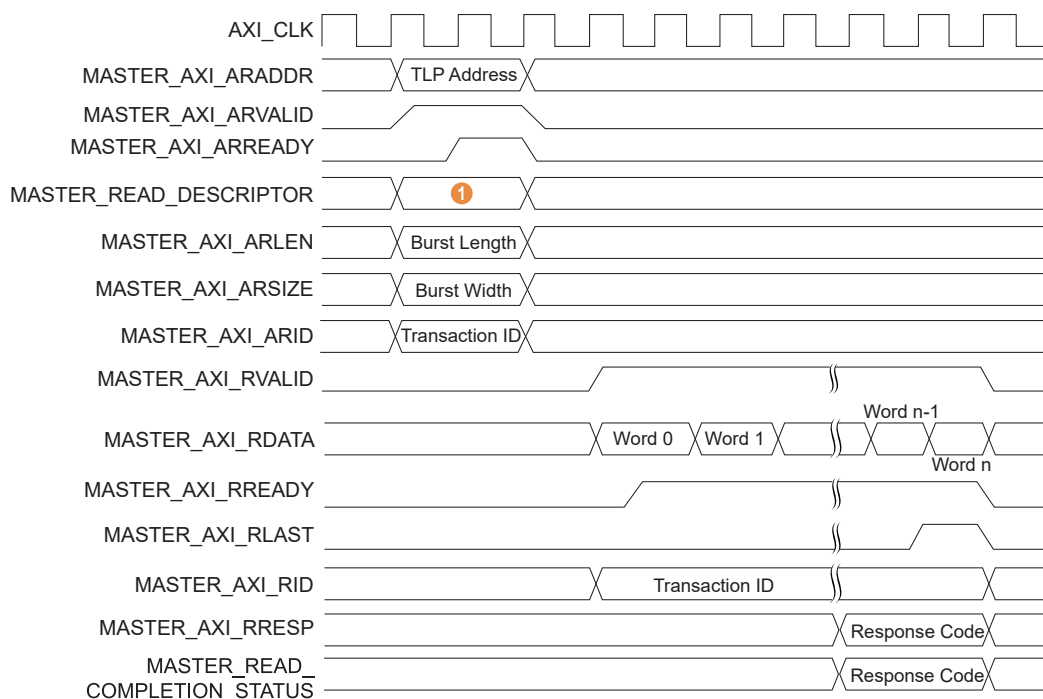 AXI_CLK
MASTER_AXI_ARADDR
TLP Address
MASTER_AXI_ARVALID
MASTER_AXI_ARREADY
MASTER_READ_DESCRIPTOR
1
MASTER_AXI_ARLEN
Burst Length
MASTER_AXI_ARSIZE
Burst Width
MASTER_AXI_ARID
Transaction ID
MASTER_AXI_RVALID
Word n-1
MASTER_AXI_RDATA
Word 0
Word 1
Word n
MASTER_AXI_RREADY
MASTER_AXI_RLAST
MASTER_AXI_RID
Transaction ID
MASTER_AXI_RRESP
Response Code
MASTER_READ_
COMPLETION_STATUS
Response Code